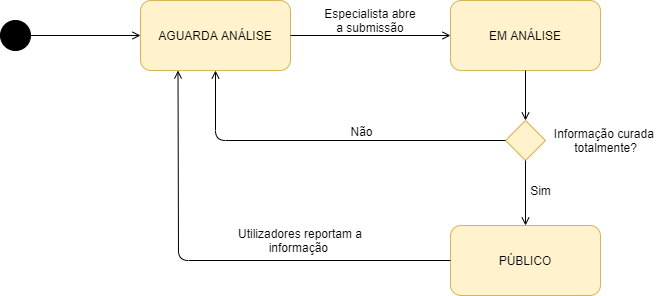 Especialista abre
a submissão
AGUARDA ANÁLISE
EM ANÁLISE
Não
Informação curada
totalmente?
Sim
Utilizadores reportam a
informação
PÚBLICO